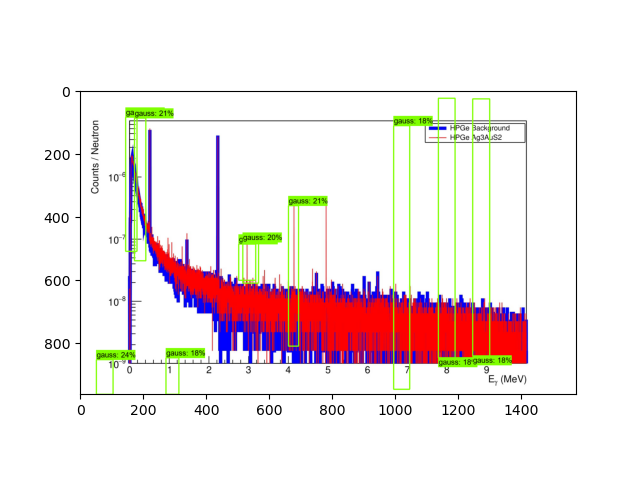 0
200
400
600
800
0 200 400 600 800 1000 1200 1400
Counts / Neutron
10⁻⁶
10⁻⁷
10⁻⁸
0 1 2 3 4 5 6 7 8 9
Eγ (MeV)
HPGe Background
HPGe Ag3AuS2
gauss: 21%
gauss: 18%
gauss: 21%
gauss: 20%
gauss: 24%
gauss: 18%
gauss: 18%